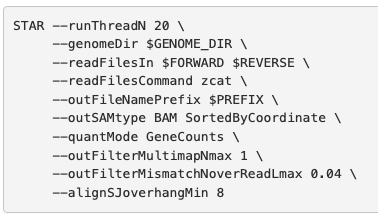 STAR --runThreadN 20 \
     --genomeDir $GENOME_DIR \
     --readFilesIn $FORWARD $REVERSE \
     --readFilesCommand zcat \
     --outFileNamePrefix $PREFIX \
     --outSAMtype BAM SortedByCoordinate \
     --quantMode GeneCounts \
     --outFilterMultimapNmax 1 \
     --outFilterMismatchNoverReadLmax 0.04 \
     --alignSJoverhangMin 8